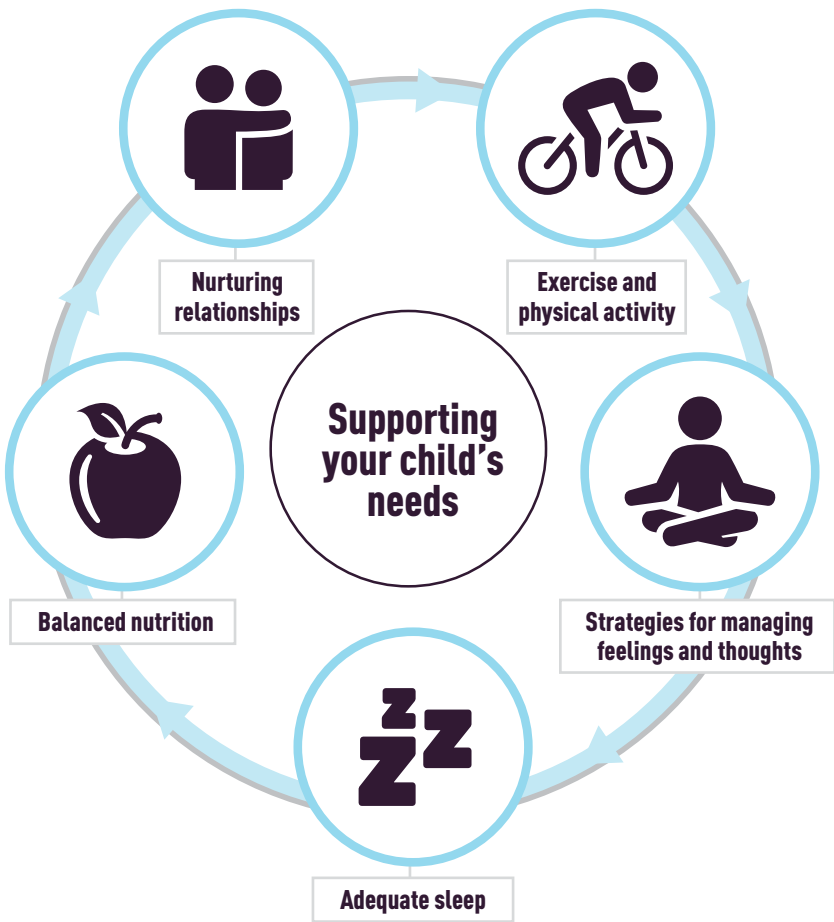 Nurturing
relationships
Exercise and
physical activity
Supporting
your child's
needs
Balanced nutrition
Strategies for managing
feelings and thoughts
z
z
z
Adequate sleep